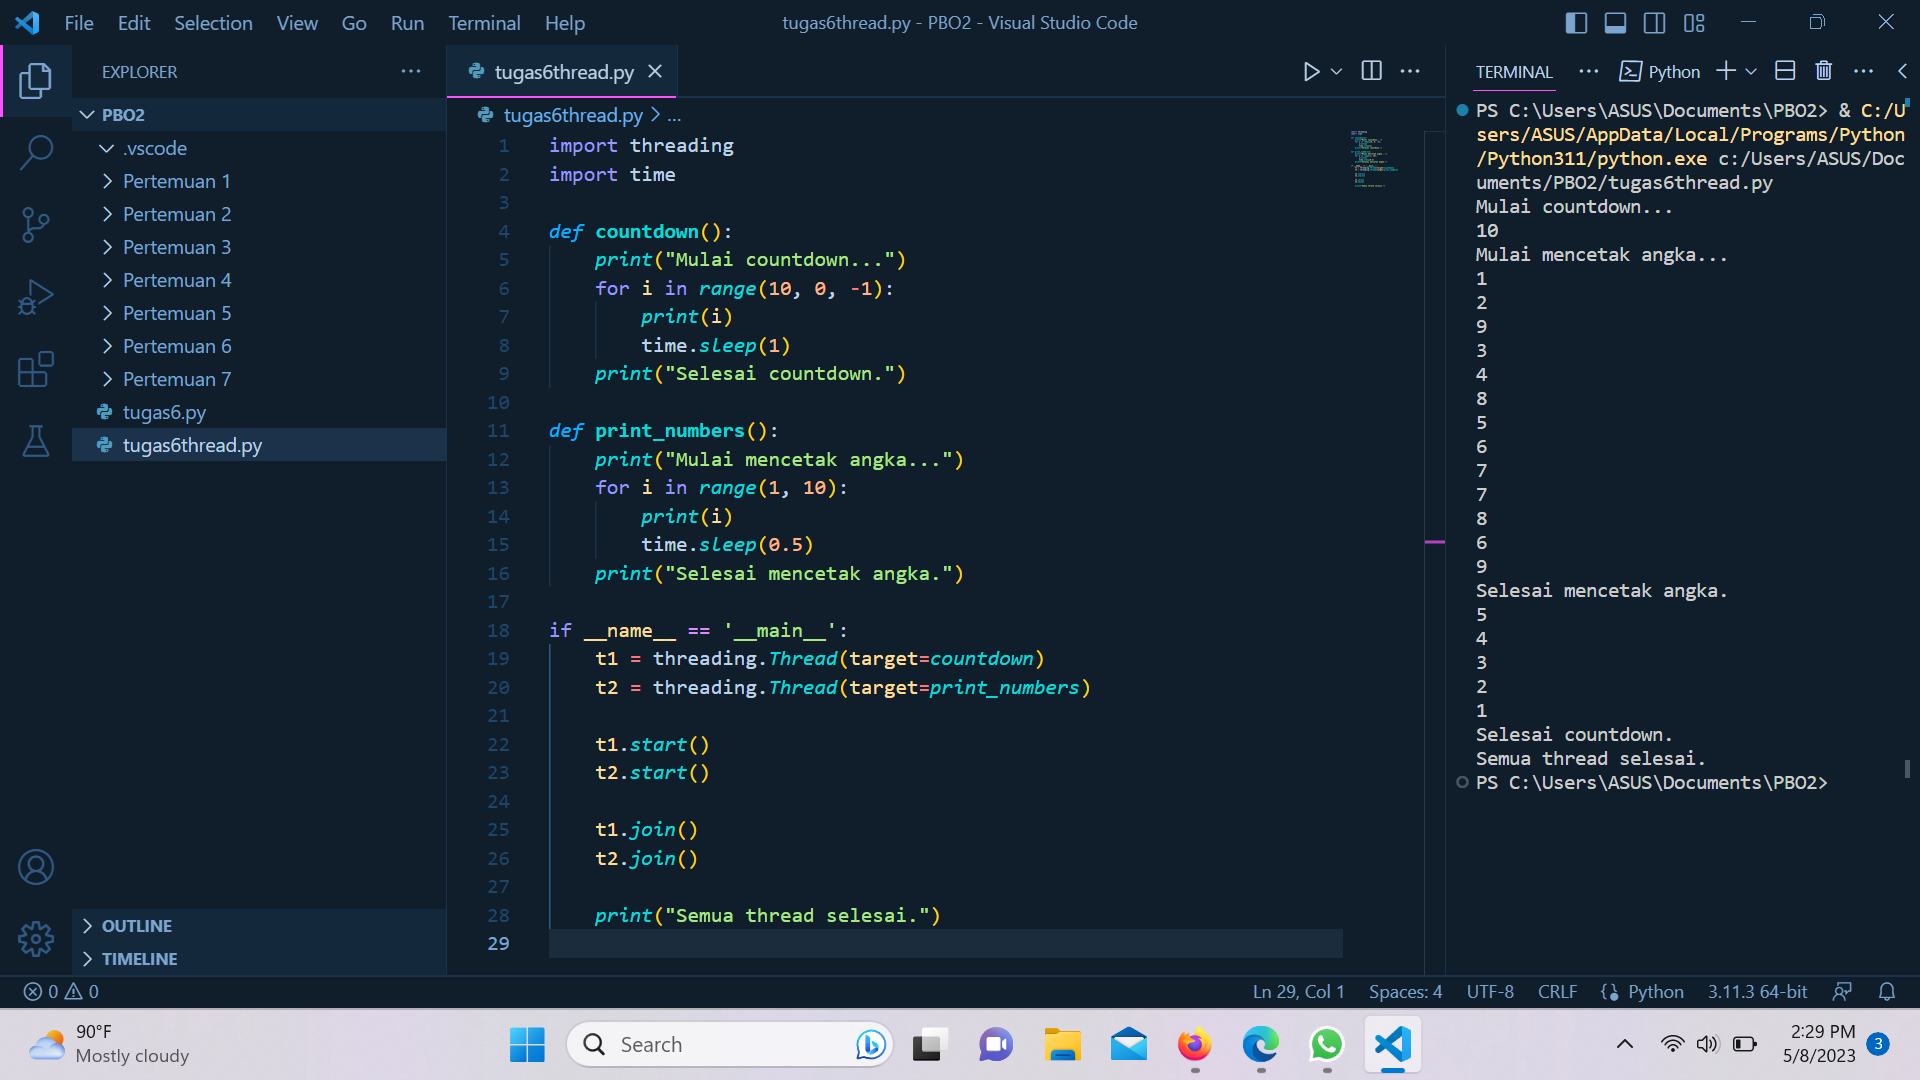 File Edit Selection View Go Run Terminal Help
tugas6thread.py - PBO2 - Visual Studio Code
EXPLORER
PBO2
.vscode
Pertemuan 1
Pertemuan 2
Pertemuan 3
Pertemuan 4
Pertemuan 5
Pertemuan 6
Pertemuan 7
tugas6.py
tugas6thread.py
OUTLINE
TIMELINE
tugas6thread.py
tugas6thread.py > ...
1 import threading
2 import time
3
4 def countdown():
5     print("Mulai countdown...")
6     for i in range(10, 0, -1):
7         print(i)
8         time.sleep(1)
9     print("Selesai countdown.")
10
11 def print_numbers():
12     print("Mulai mencetak angka...")
13     for i in range(1, 10):
14         print(i)
15         time.sleep(0.5)
16     print("Selesai mencetak angka.")
17
18 if __name__ == '__main__':
19     t1 = threading.Thread(target=countdown)
20     t2 = threading.Thread(target=print_numbers)
21
22     t1.start()
23     t2.start()
24
25     t1.join()
26     t2.join()
27
28     print("Semua thread selesai.")
29
TERMINAL
Python
PS C:\Users\ASUS\Documents\PBO2> & C:/U
sers/ASUS/AppData/Local/Programs/Python
/Python311/python.exe c:/Users/ASUS/Doc
uments/PBO2/tugas6thread.py
Mulai countdown...
10
Mulai mencetak angka...
1
2
9
3
4
8
5
6
7
7
8
6
9
Selesai mencetak angka.
5
4
3
2
1
Selesai countdown.
Semua thread selesai.
PS C:\Users\ASUS\Documents\PBO2>
0 0
Ln 29, Col 1 Spaces: 4 UTF-8 CRLF Python 3.11.3 64-bit
90°F
Mostly cloudy
Search
2:29 PM
5/8/2023
3